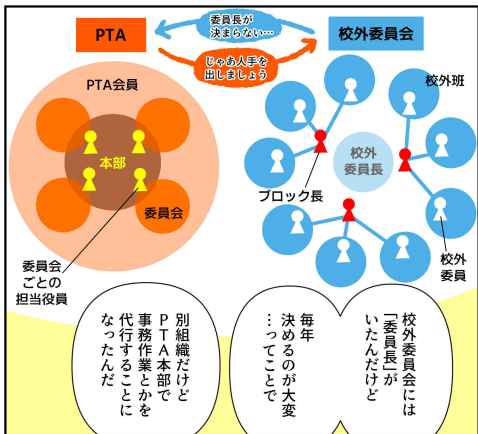 PTA
委員長が
決まらない…
じゃあ人手を
出しましょう
校外委員会
PTA会員
本部
委員会
委員会
ごとの
担当役員
校外班
校外
委員長
ブロック長
校外
委員
校外委員会には
「委員長」が
いたんだけど
毎年
決めるのが大変
…ってことで
別組織だけど
PTA本部で
事務作業とかを
代行することに
なったんだ